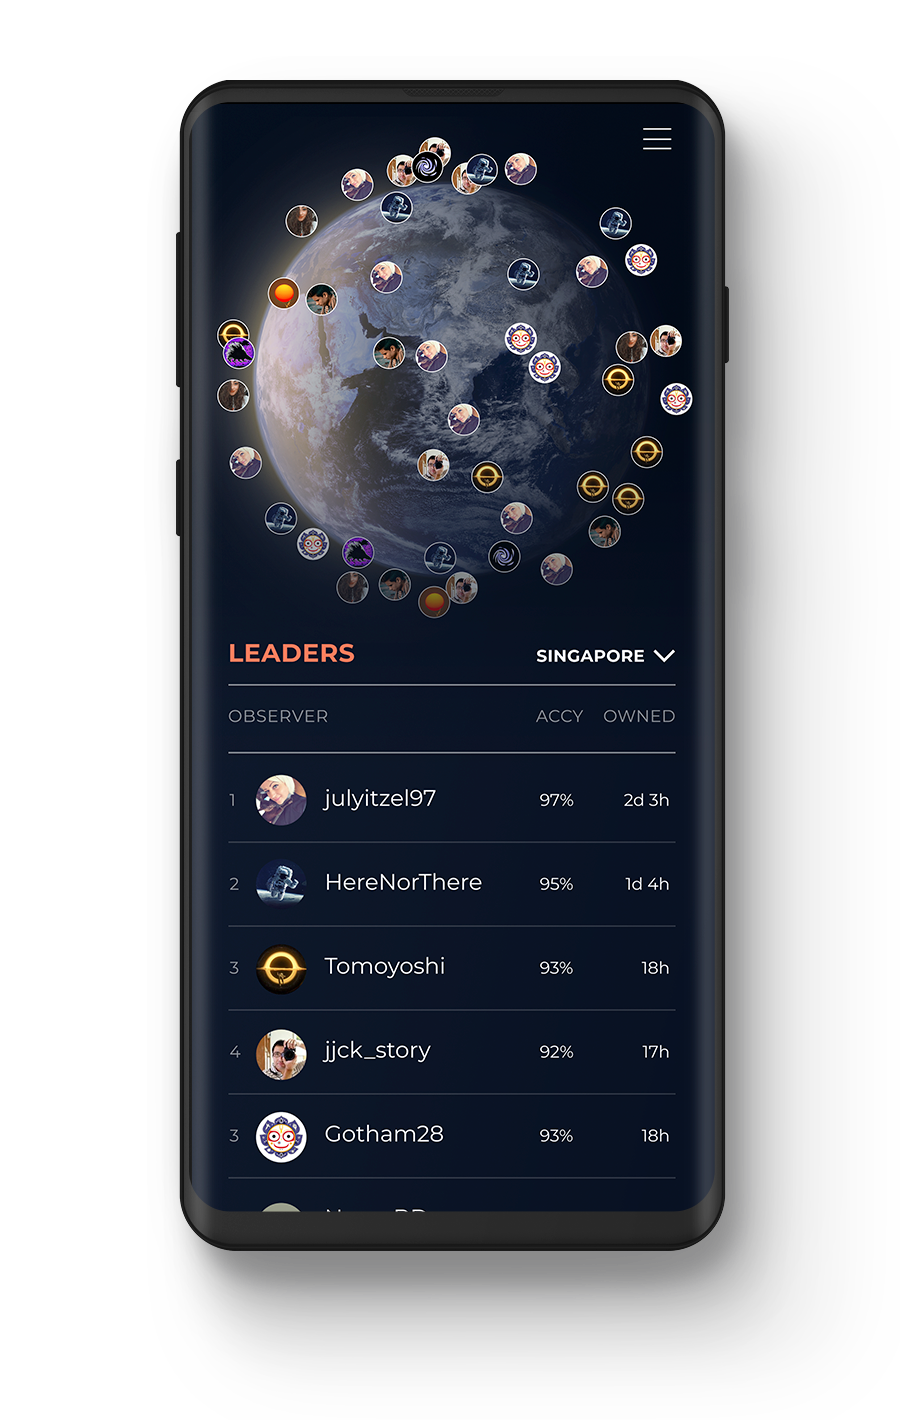 LEADERS SINGAPORE
OBSERVER ACCY OWNED
1 julyitzel97 97% 2d 3h
2 HereNorThere 95% 1d 4h
3 Tomoyoshi 93% 18h
4 jjck_story 92% 17h
3 Gotham28 93% 18h